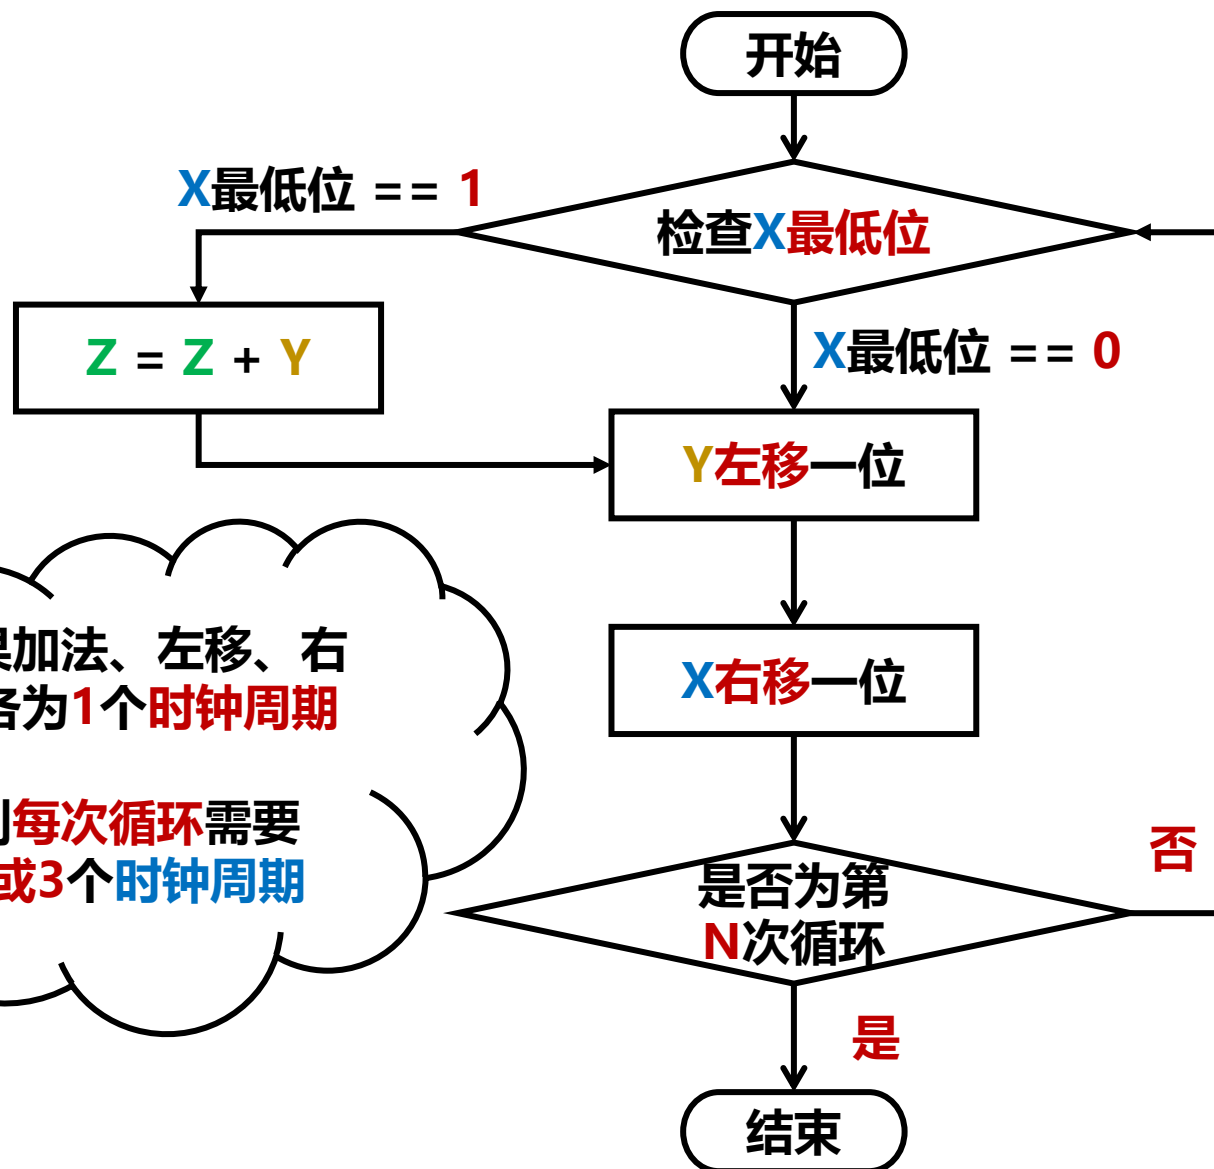 开始
X最低位 == 1
检查X最低位
Z = Z + Y
X最低位 == 0
Y左移一位
加法、左移、右
各为1个时钟周期
X右移一位
每次循环需要
或3个时钟周期
否
是否为第
N次循环
是
结束